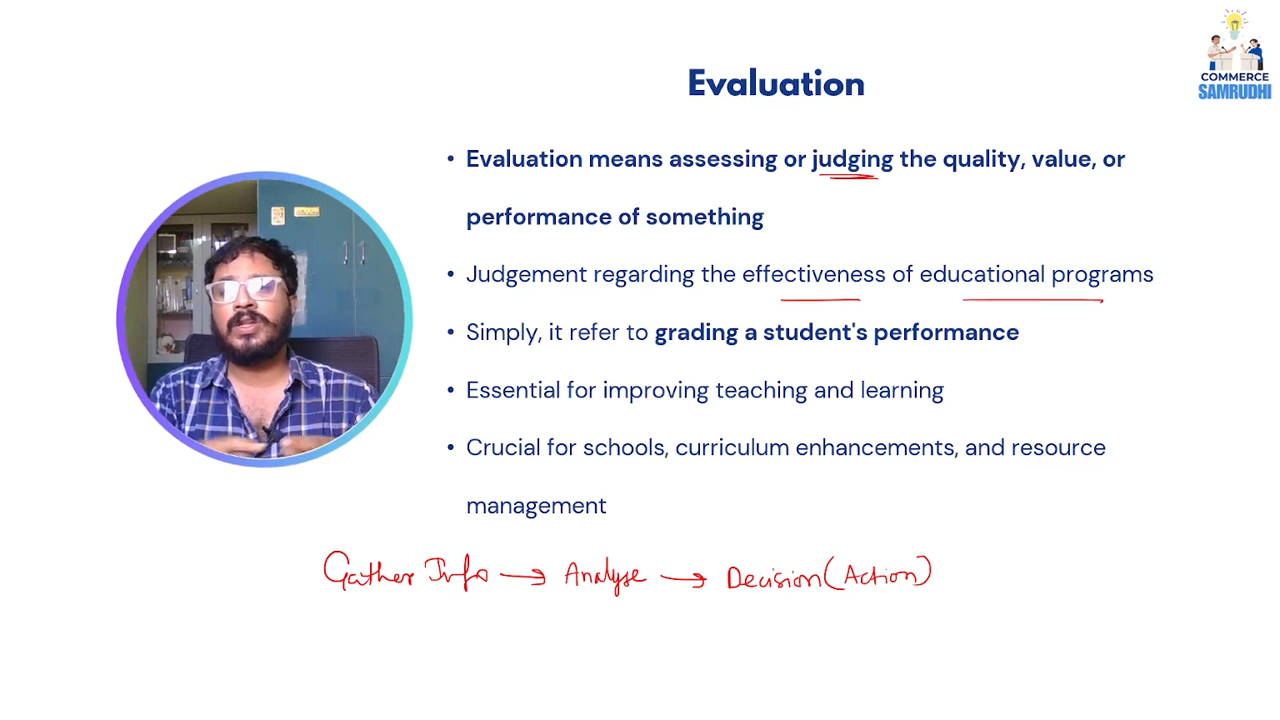 COMMERCE
SAMRUDHI
Evaluation
• Evaluation means assessing or judging the quality, value, or
performance of something
• Judgement regarding the effectiveness of educational programs
• Simply, it refer to grading a student's performance
• Essential for improving teaching and learning
• Crucial for schools, curriculum enhancements, and resource
management
Gather Info → Analyse → Decision (Action)